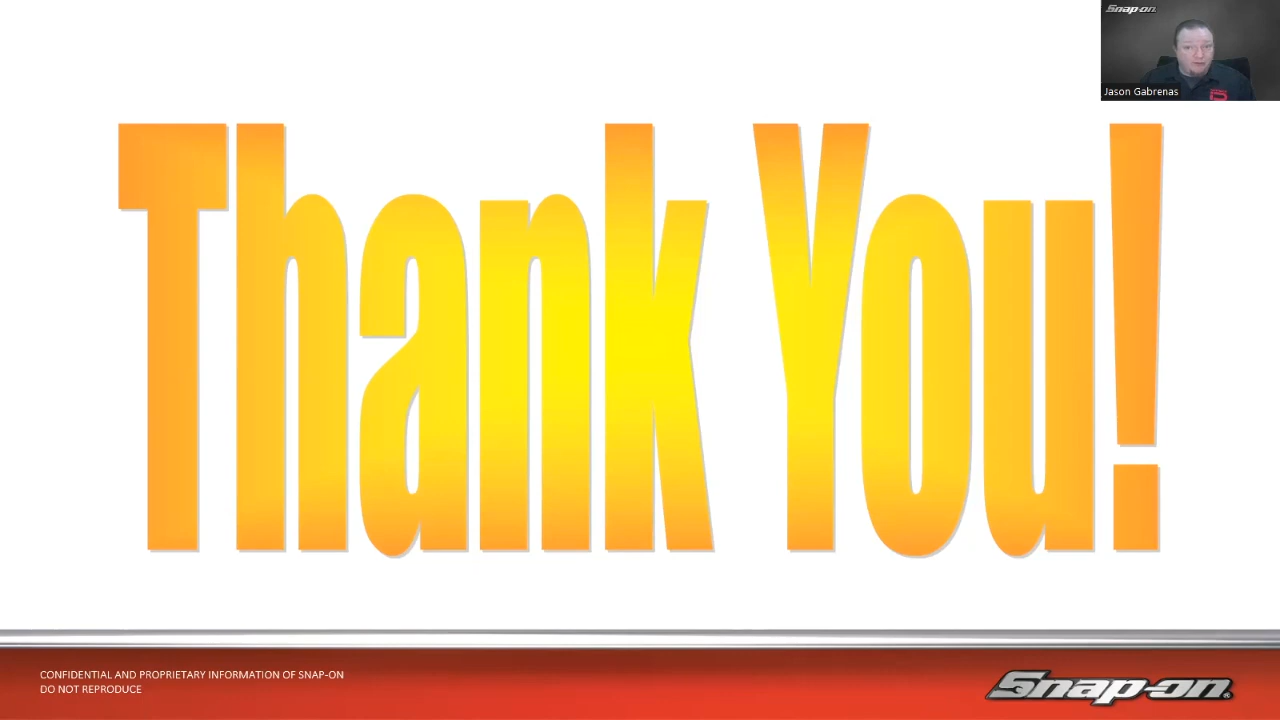 Snap-on
Jason Gabrenas
Thank You!
CONFIDENTIAL AND PROPRIETARY INFORMATION OF SNAP-ON
DO NOT REPRODUCE
Snap-on®